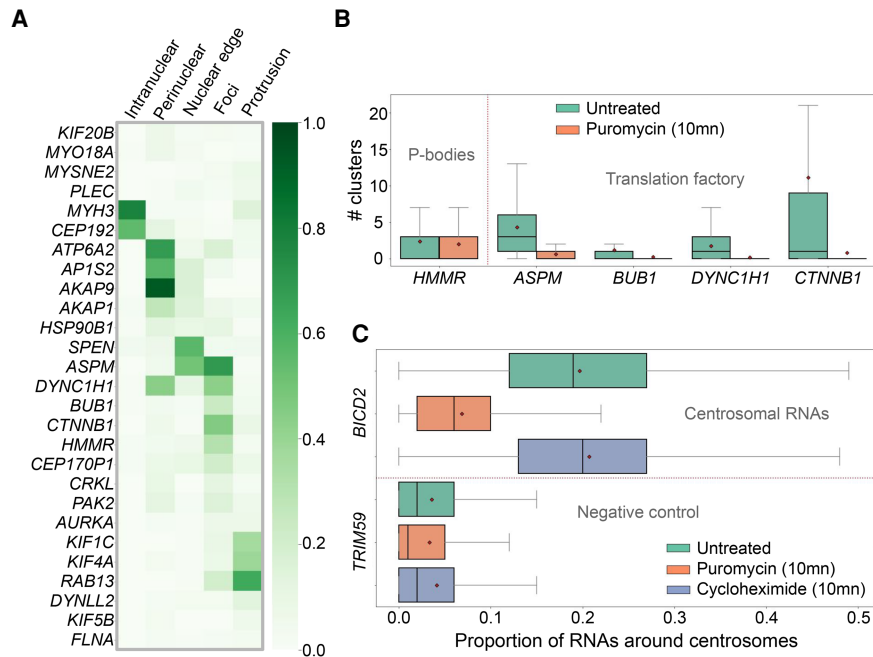 A
Intranuclear
Perinuclear
Nuclear edge
Foci
Protrusion
KIF20B
MYO18A
MYSNE2
PLEC
MYH3
CEP192
ATP6A2
AP1S2
AKAP9
AKAP1
HSP90B1
SPEN
ASPM
DYNC1H1
BUB1
CTNNB1
HMMR
CEP170P1
CRKL
PAK2
AURKA
KIF1C
KIF4A
RAB13
DYNLL2
KIF5B
FLNA
1.0
0.8
0.6
0.4
0.2
0.0
B
# clusters
20
15
10
5
0
Untreated
Puromycin (10mn)
P-bodies
Translation factory
HMMR
ASPM
BUB1
DYNC1H1
CTNNB1
C
BICD2
TRIM59
Centrosomal RNAs
Negative control
Untreated
Puromycin (10mn)
Cycloheximide (10mn)
0.0
0.1
0.2
0.3
0.4
0.5
Proportion of RNAs around centrosomes